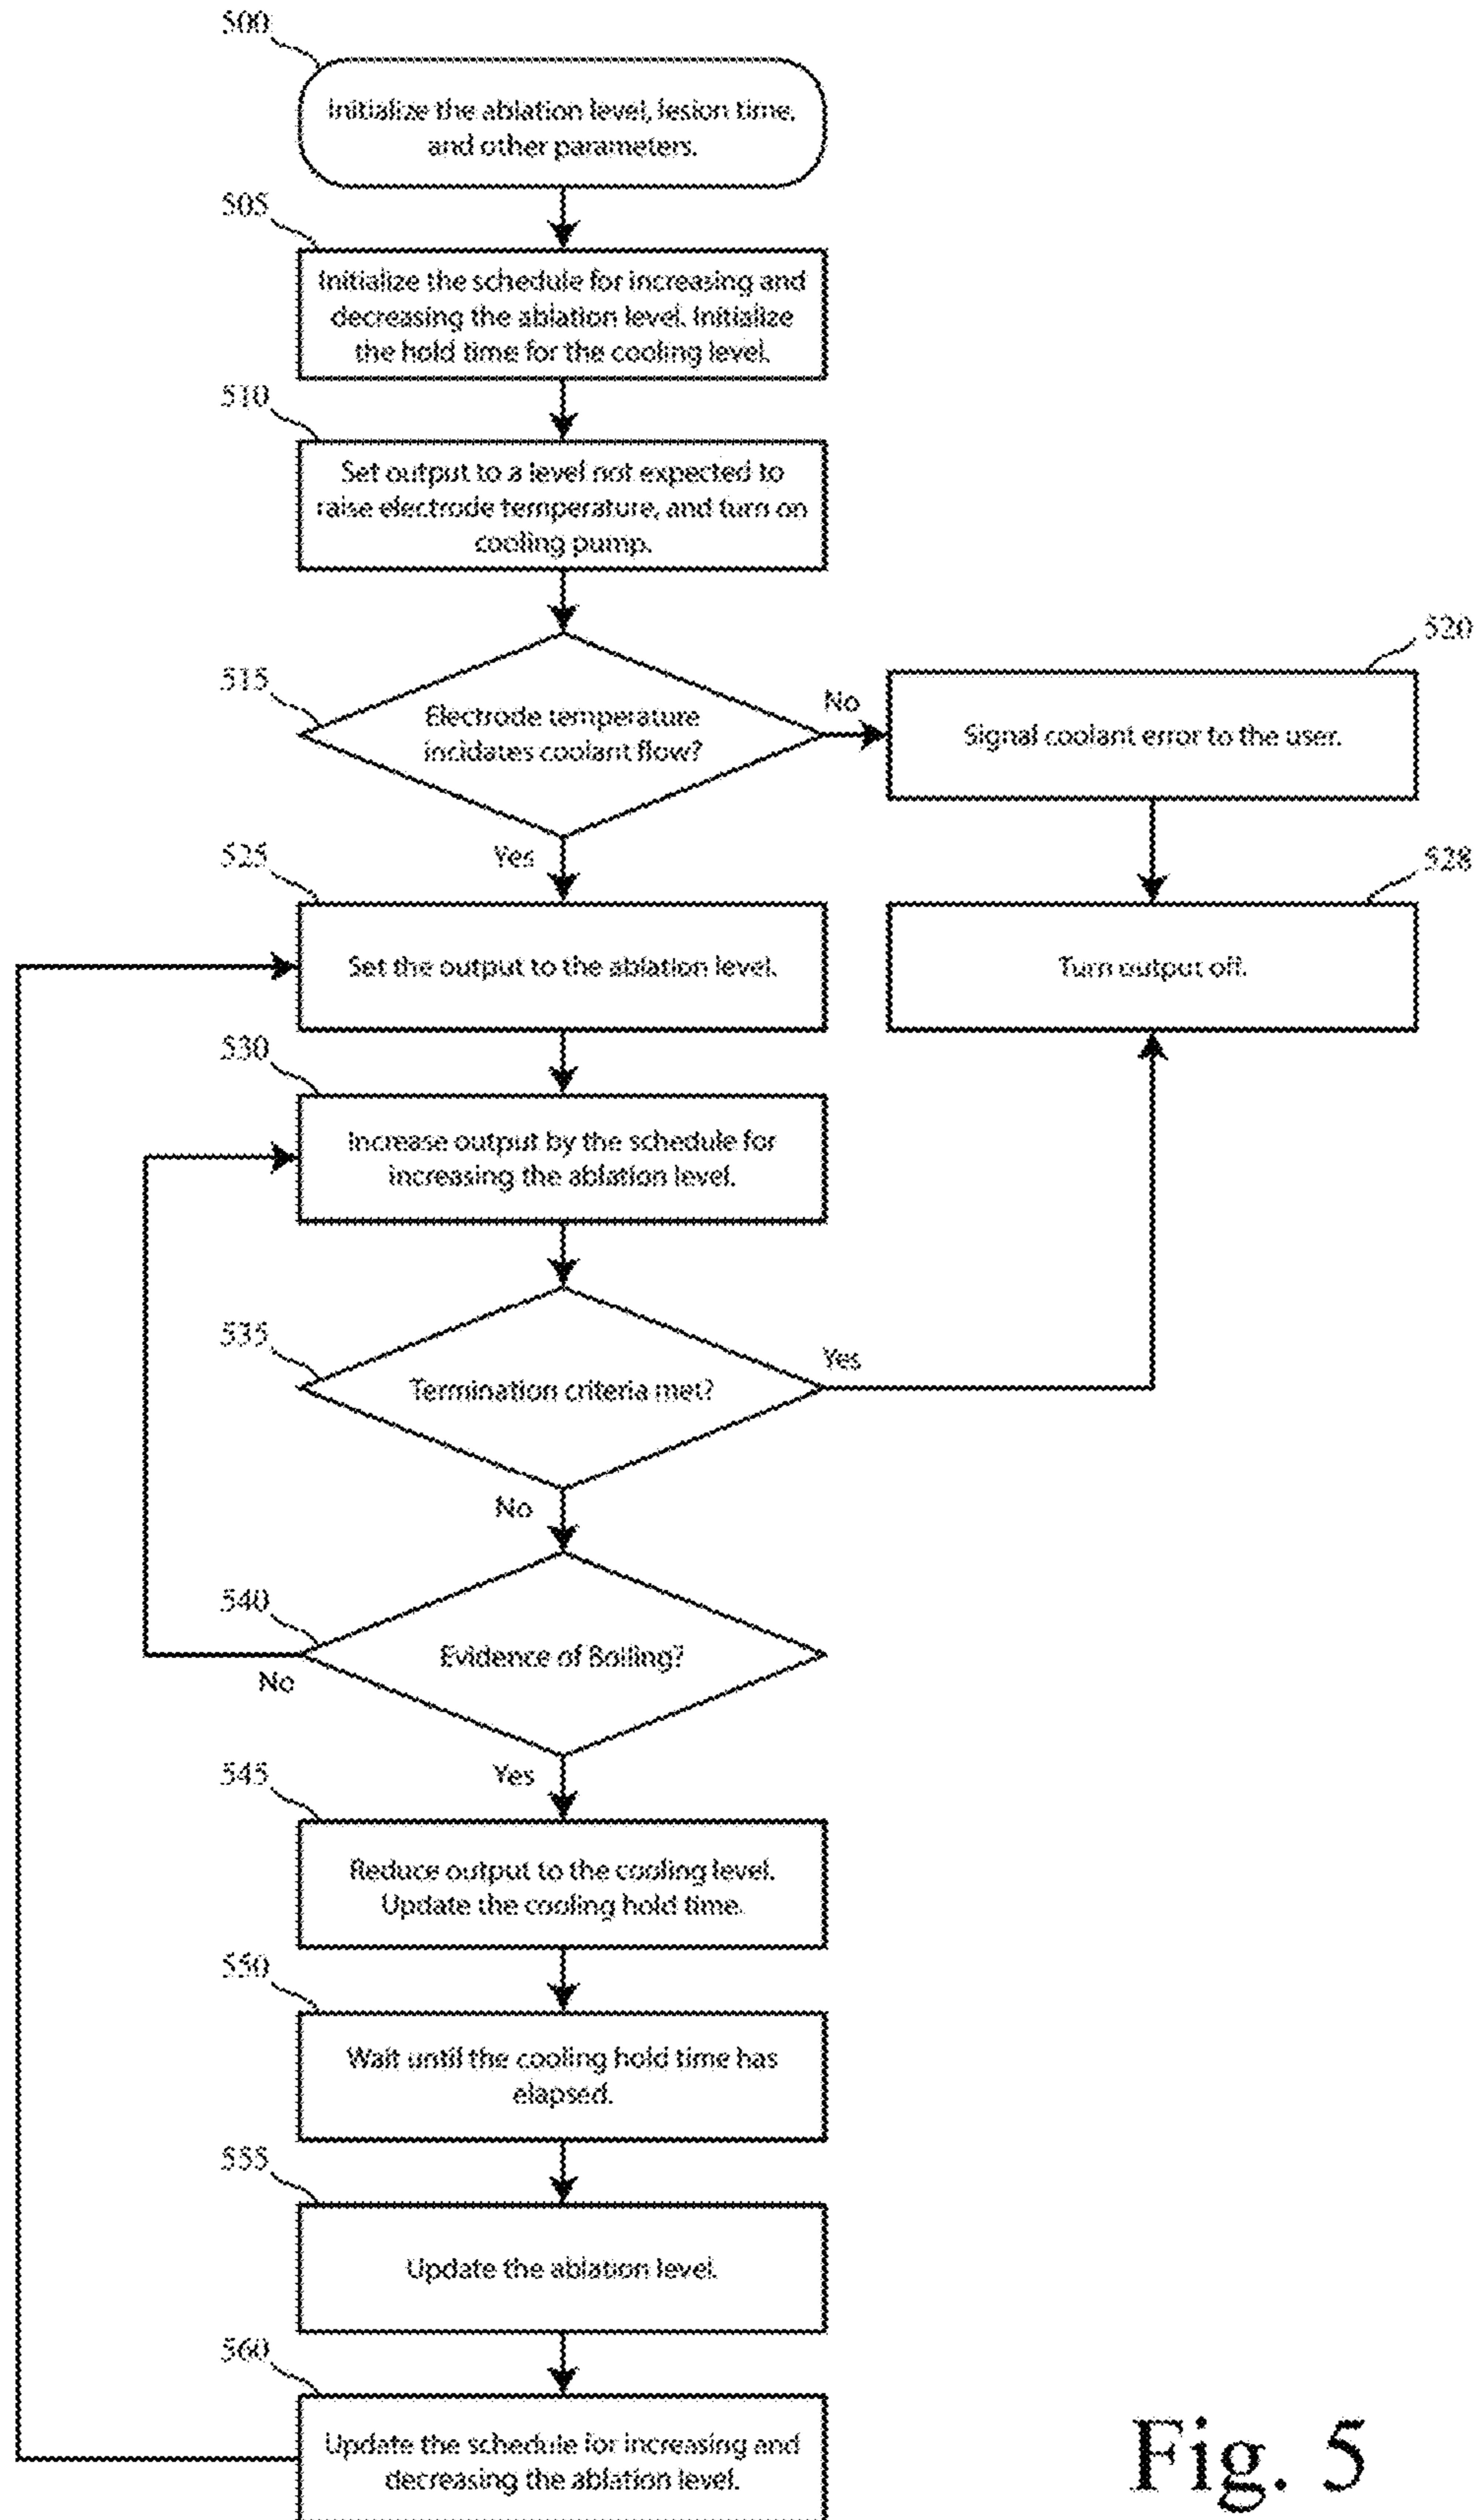 500
Initialize the ablation level, lesion time,
and other parameters.
505
Initialize the schedule for increasing and
decreasing the ablation level. Initialize
the hold time for the cooling level.
510
Set output to a level not expected to
raise electrode temperature, and turn on
cooling pump.
515
Electrode temperature
incidates coolant flow?
No
520
Signal coolant error to the user.
Yes
525
Set the output to the ablation level.
528
Turn output off.
530
Increase output by the schedule for
increasing the ablation level.
535
Termination criteria met?
Yes
No
540
Evidence of Boiling?
No
Yes
545
Reduce output to the cooling level.
Update the cooling hold time.
550
Wait until the cooling hold time has
elapsed.
555
Update the ablation level.
560
Update the schedule for increasing and
decreasing the ablation level.
Fig. 5